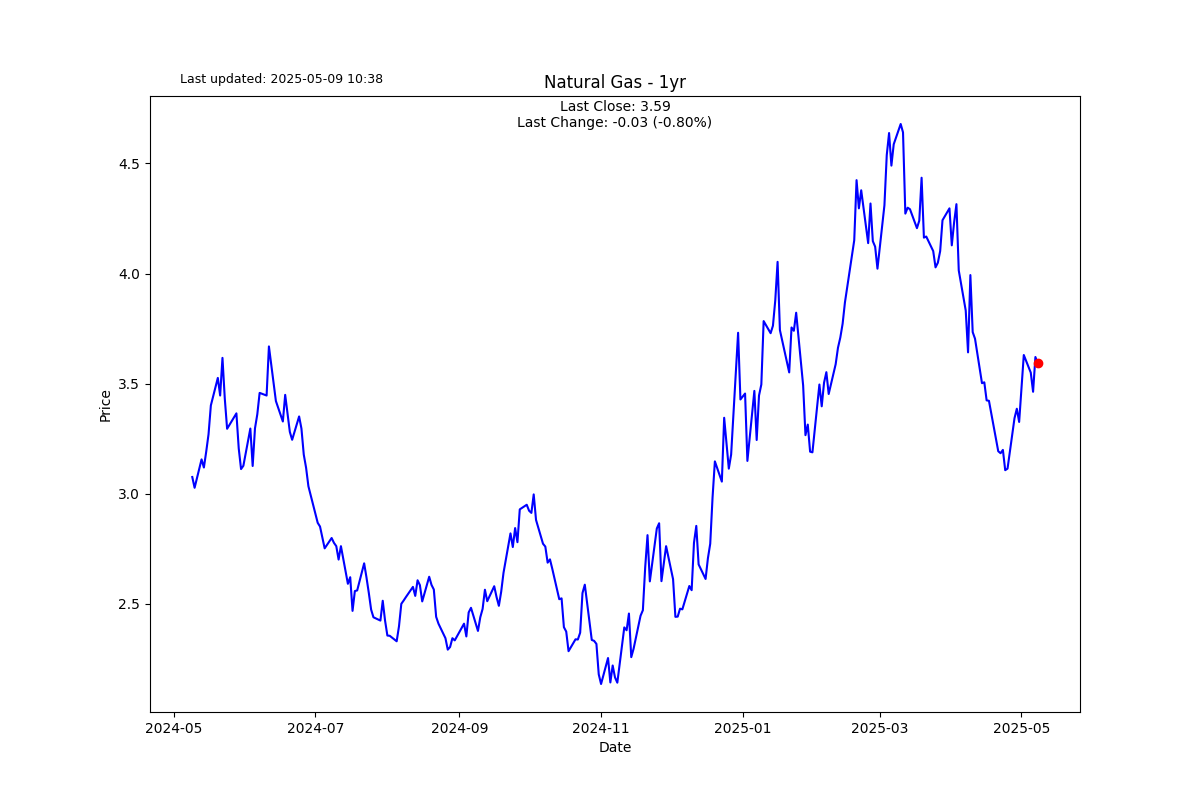 Last updated: 2025-05-09 10:38
Natural Gas - 1yr
Last Close: 3.59
Last Change: -0.03 (-0.80%)
4.5
4.0
3.5
3.0
2.5
Price
2024-05
2024-07
2024-09
2024-11
2025-01
2025-03
2025-05
Date